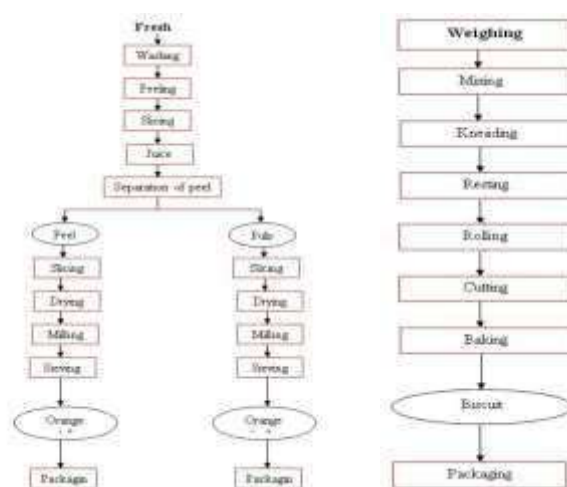 Fresh
Washing
Peeling
Slicing
Juice
Separation of peel
Peel
Slicing
Drying
Milling
Sieving
Orange
Packagin
Pulp
Slicing
Drying
Milling
Sieving
Orange
Packagin
Weighing
Mixing
Kneading
Resting
Rolling
Cutting
Baking
Biscuit
Packaging